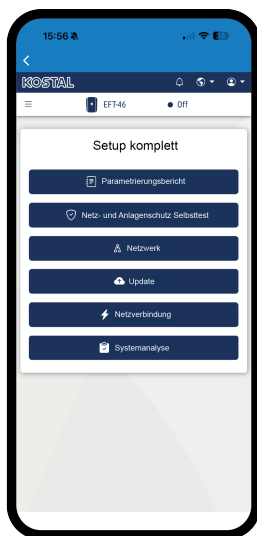 15:56
KOSTAL
EFT-46
Off
Setup komplett
Parametrierungsbericht
Netz- und Anlagenschutz Selbsttest
Netzwerk
Update
Netzverbindung
Systemanalyse